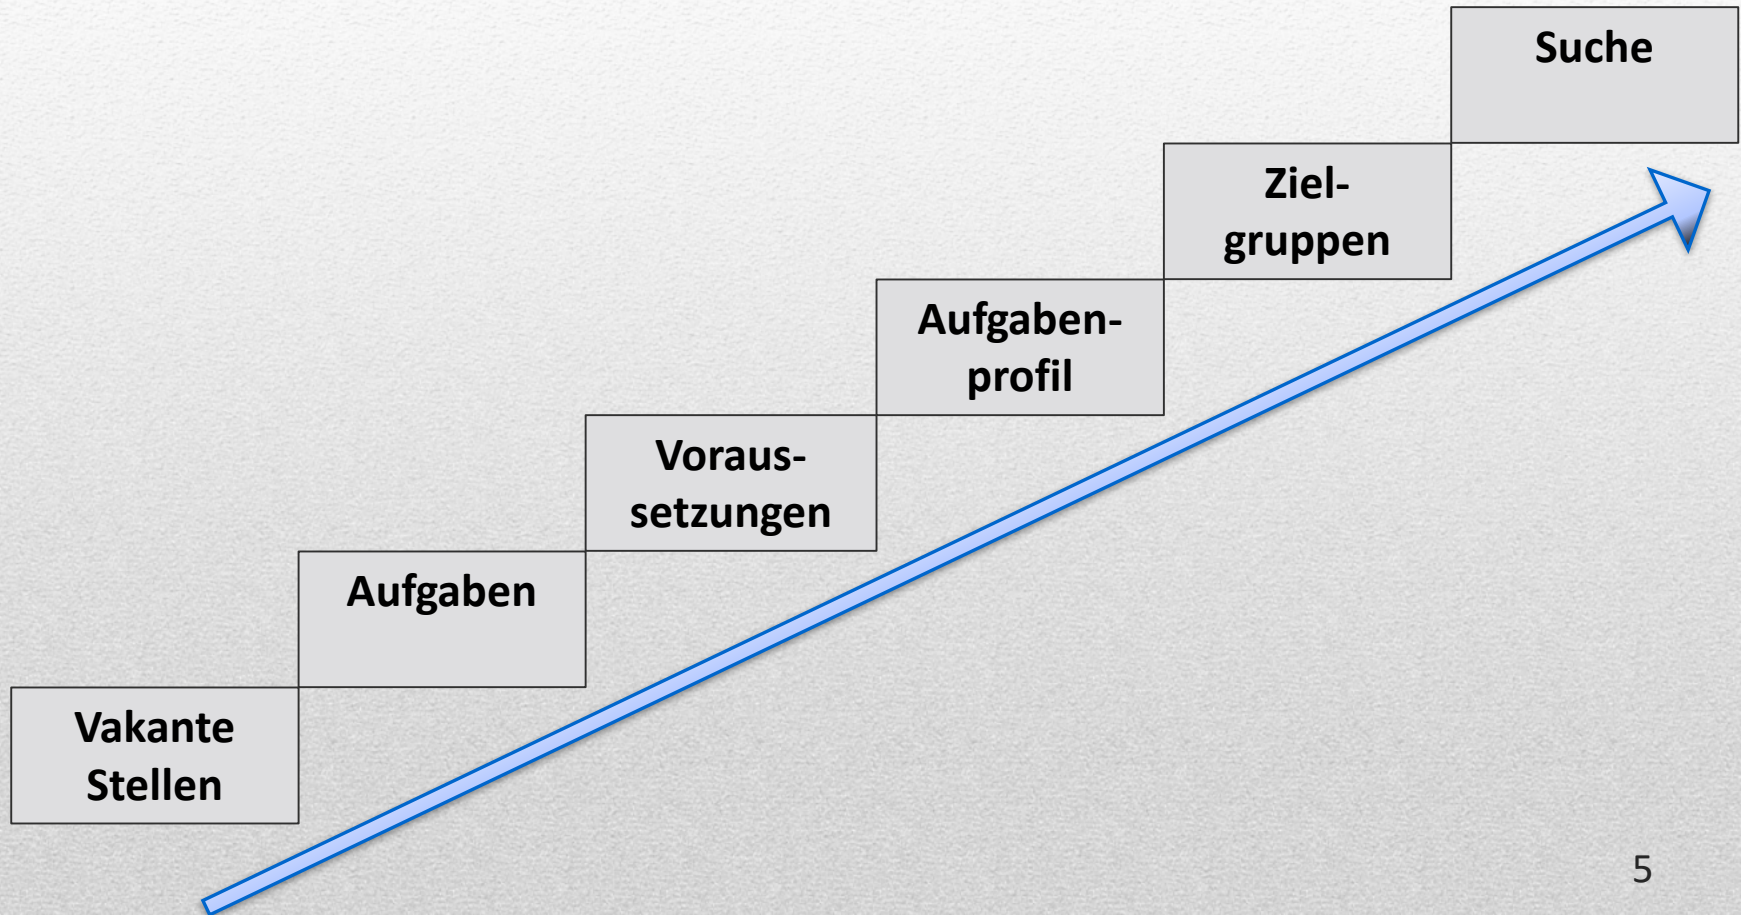 Suche
Ziel-
gruppen
Aufgaben-
profil
Voraus-
setzungen
Aufgaben
Vakante
Stellen
5